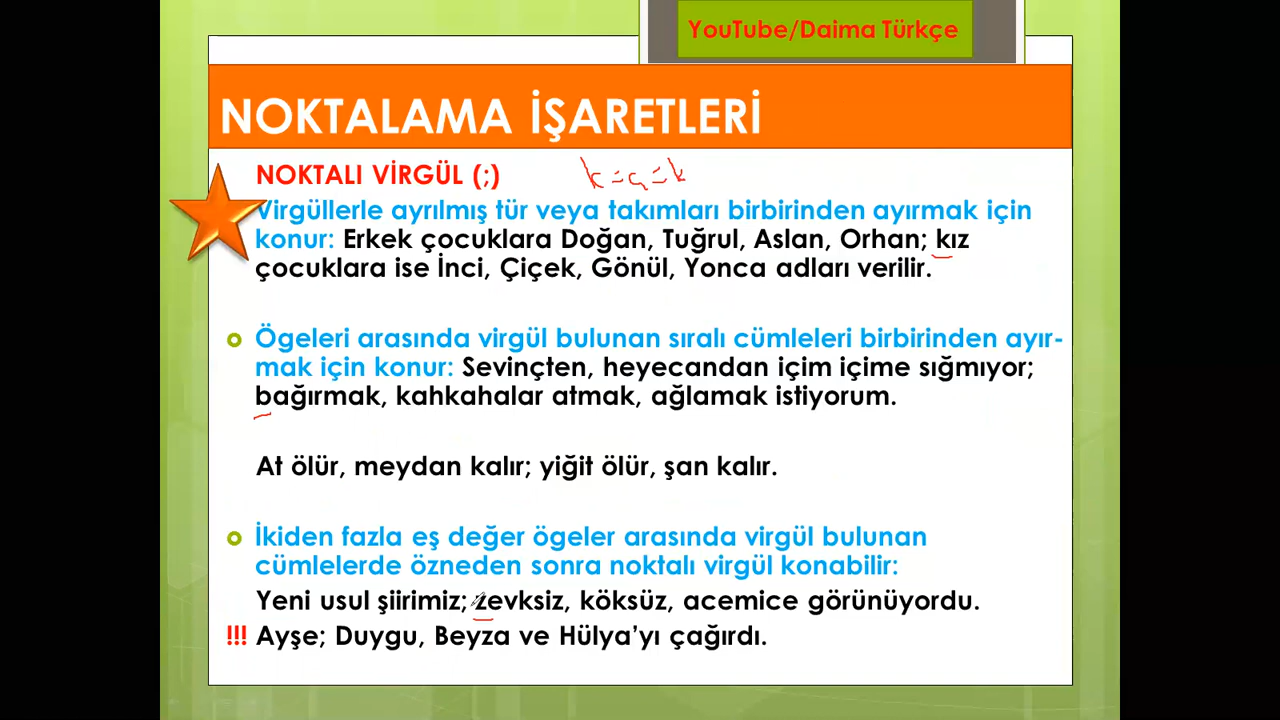 YouTube/Daima Türkçe
NOKTALAMA İŞARETLERİ
NOKTALI VİRGÜL (;)
Virgüllerle ayrılmış tür veya takımları birbirinden ayırmak için
konur: Erkek çocuklara Doğan, Tuğrul, Aslan, Orhan; kız
çocuklara ise İnci, Çiçek, Gönül, Yonca adları verilir.
Ögeleri arasında virgül bulunan sıralı cümleleri birbirinden ayır-
mak için konur: Sevinçten, heyecandan içim içime sığmıyor;
bağırmak, kahkahalar atmak, ağlamak istiyorum.
At ölür, meydan kalır; yiğit ölür, şan kalır.
İkiden fazla eş değer ögeler arasında virgül bulunan
cümlelerde özneden sonra noktalı virgül konabilir:
Yeni usul şiirimiz; zevksiz, köksüz, acemice görünüyordu.
!!! Ayşe; Duygu, Beyza ve Hülya’yı çağırdı.